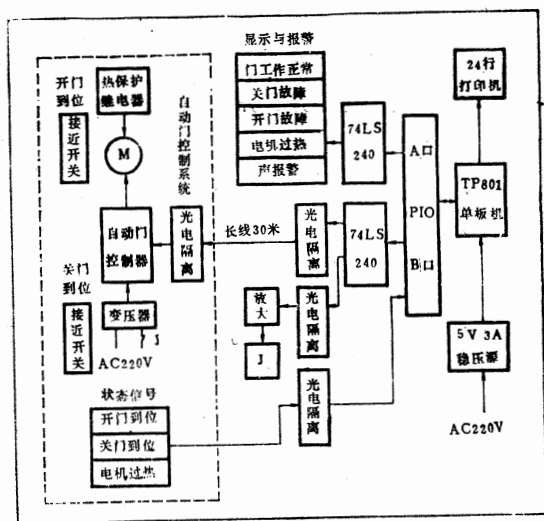 显示与报警
门工作正常
关门故障
开门故障
电机过热
声报警
74LS
240
A口
PIO
B口
24行
打印机
TP801
单板机
5V 3A
稳压源
AC220V
开门
到位
接近开关
热保护
继电器
M
自动门控制系统
自动门
控制器
光电隔离
长线30米
光电隔离
74LS
240
放大
J
光电隔离
关门
到位
接近开关
变压器
J
AC220V
状态信号
开门到位
关门到位
电机过热
光电隔离